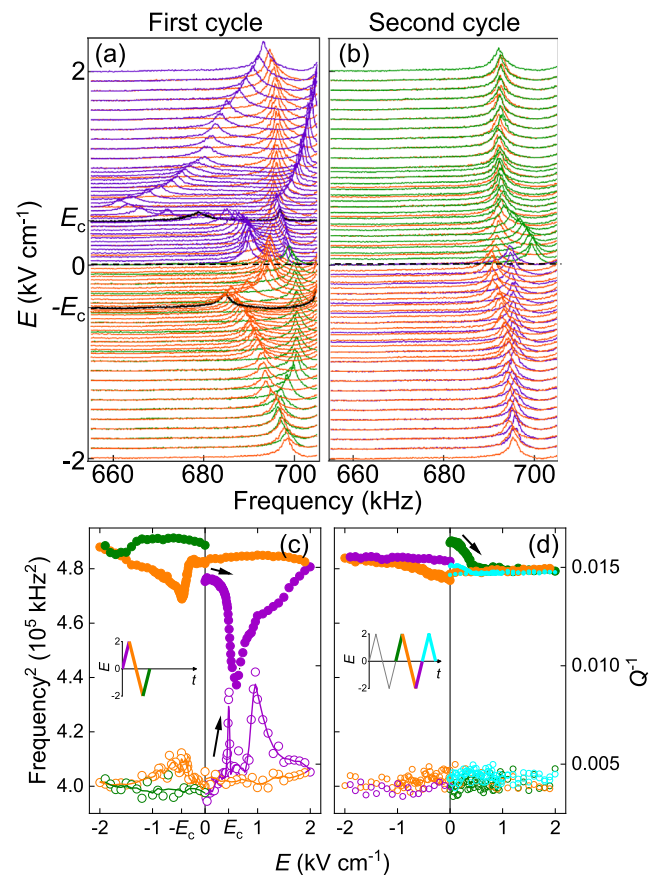 First cycle Second cycle
(a) (b)
2
E (kV cm⁻¹)
Ec
0
-Ec
-2
660 680 700 660 680 700
Frequency (kHz)
(c) (d)
Frequency² (10⁵ kHz²)
4.8
4.6
4.4
4.2
4.0
0.015
0.010
0.005
Q⁻¹
E
2
0
-2
t
E
2
0
-2
t
-2 -1 -Ec 0 Ec 1 2 -2 -1 0 1 2
E (kV cm⁻¹)